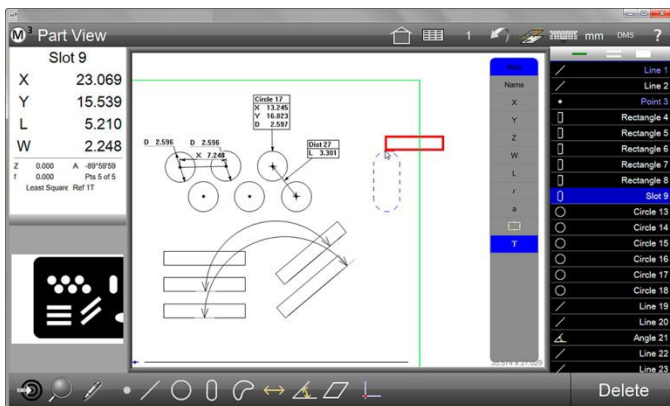 M³ Part View
1
mm
DMS
?
Slot 9
X 23.069
Y 15.539
L 5.210
W 2.248
Z 0.000 A -89°59'59
f 0.000 Pts 5 of 5
Least Square Ref 1T
Circle 17
X 13.245
Y 16.823
D 2.597
D 2.596
D 2.596
X 7.248
Dist 27
L 3.301
Name
X
Y
Z
W
L
r
a
T
Line 1
Line 2
Point 3
Rectangle 4
Rectangle 5
Rectangle 6
Rectangle 7
Rectangle 8
Slot 9
Circle 13
Circle 14
Circle 15
Circle 16
Circle 17
Circle 18
Line 19
Line 20
Angle 21
Line 22
Line 23
Delete